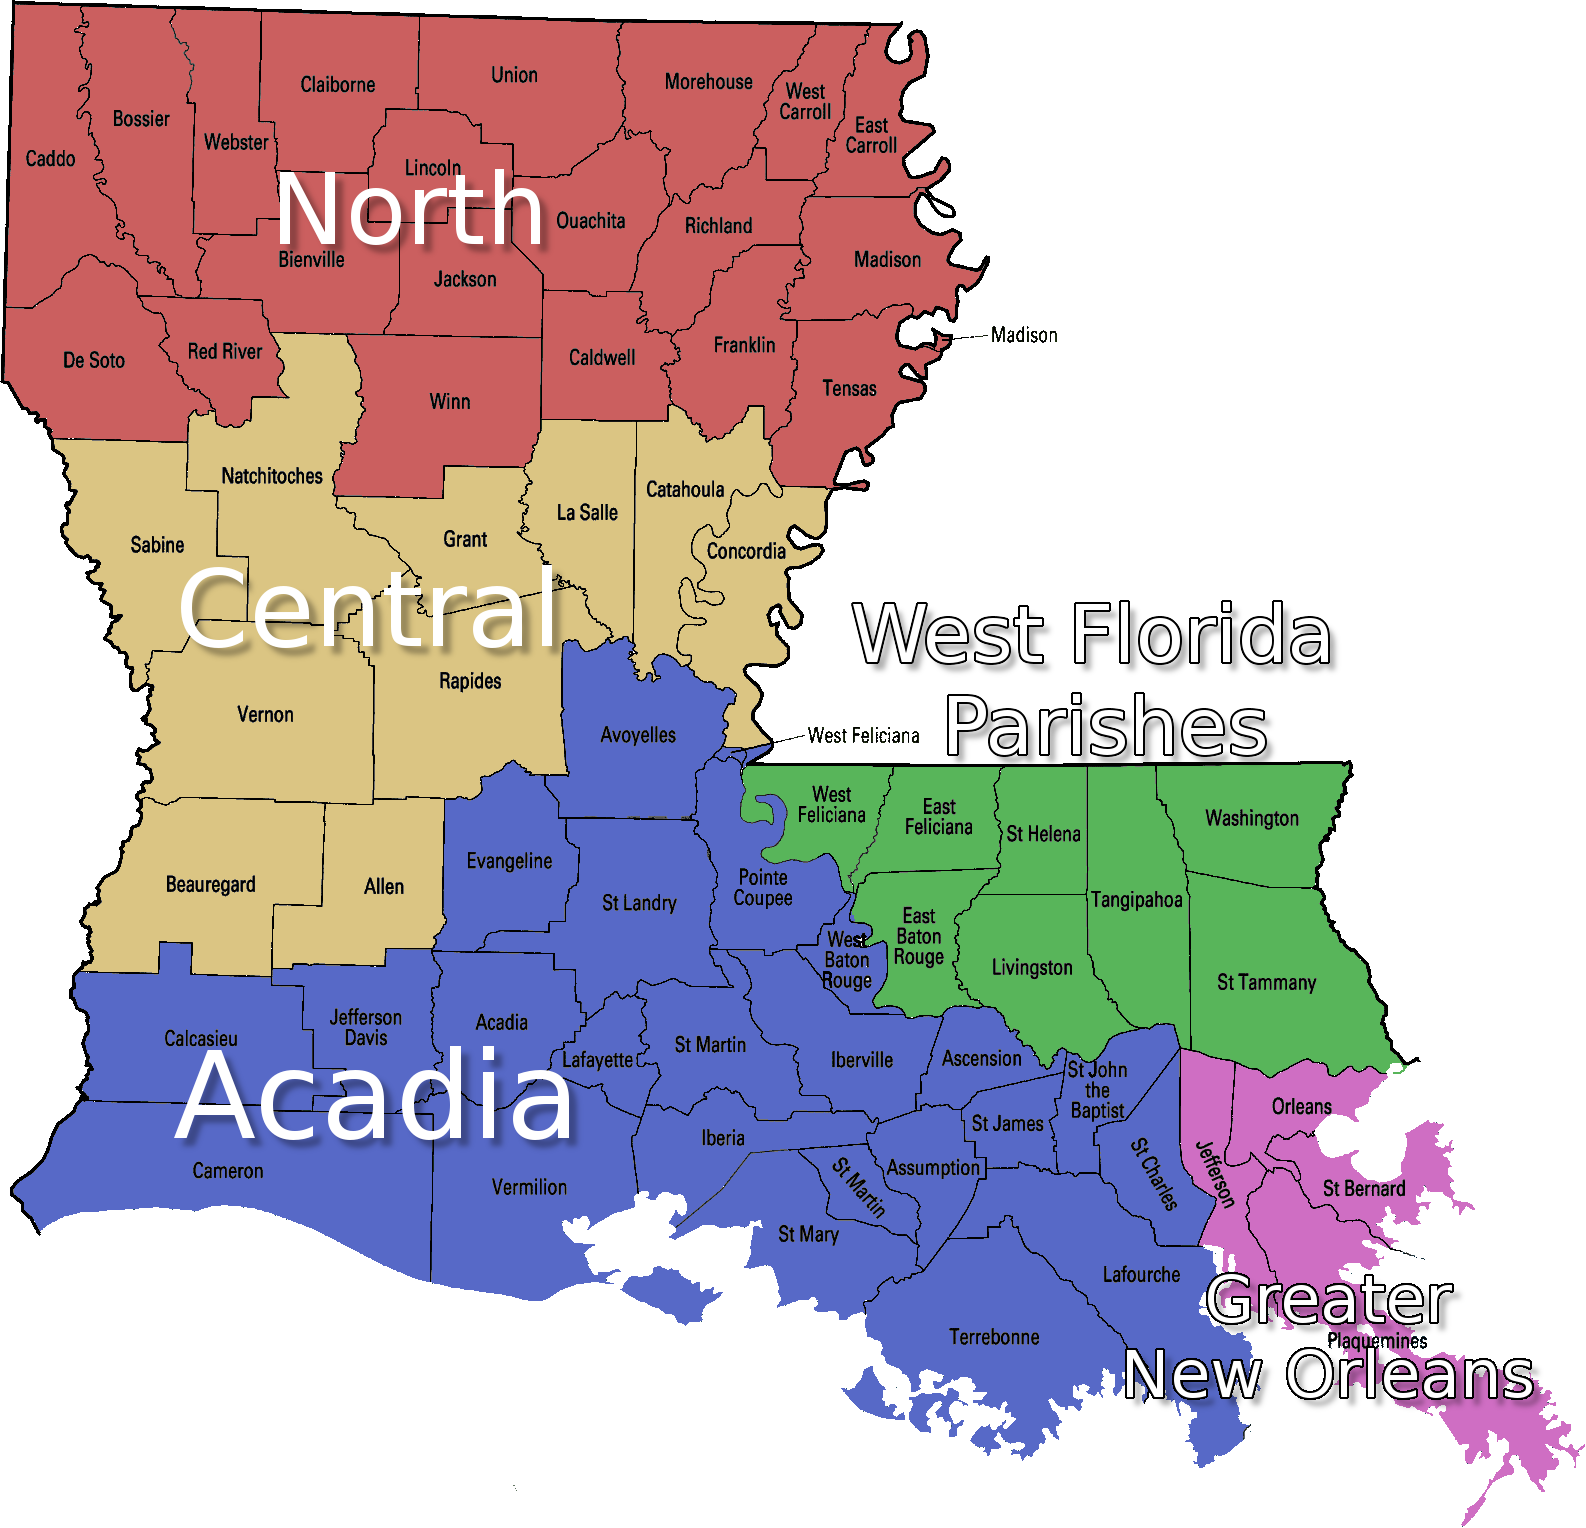 Caddo
Bossier
Webster
Claiborne
Union
Morehouse
West
Carroll
East
Carroll
Lincoln
North
Ouachita
Richland
Madison
Bienville
Jackson
De Soto
Red River
Winn
Caldwell
Franklin
Tensas
Madison
Natchitoches
Sabine
Grant
La Salle
Catahoula
Concordia
Central
Vernon
Rapides
West Florida
Parishes
Avoyelles
West Feliciana
Beauregard
Allen
Evangeline
St Landry
Pointe
Coupee
West
Feliciana
East
Feliciana
St Helena
Tangipahoa
Washington
West
Baton
Rouge
East
Baton
Rouge
Livingston
St Tammany
Calcasieu
Jefferson
Davis
Acadia
Lafayette
St Martin
Iberville
Ascension
St John
the
Baptist
Orleans
Acadia
Cameron
Vermilion
Iberia
St Martin
Assumption
St James
St Charles
Jefferson
St Bernard
St Mary
Terrebonne
Lafourche
Greater
Plaquemines
New Orleans